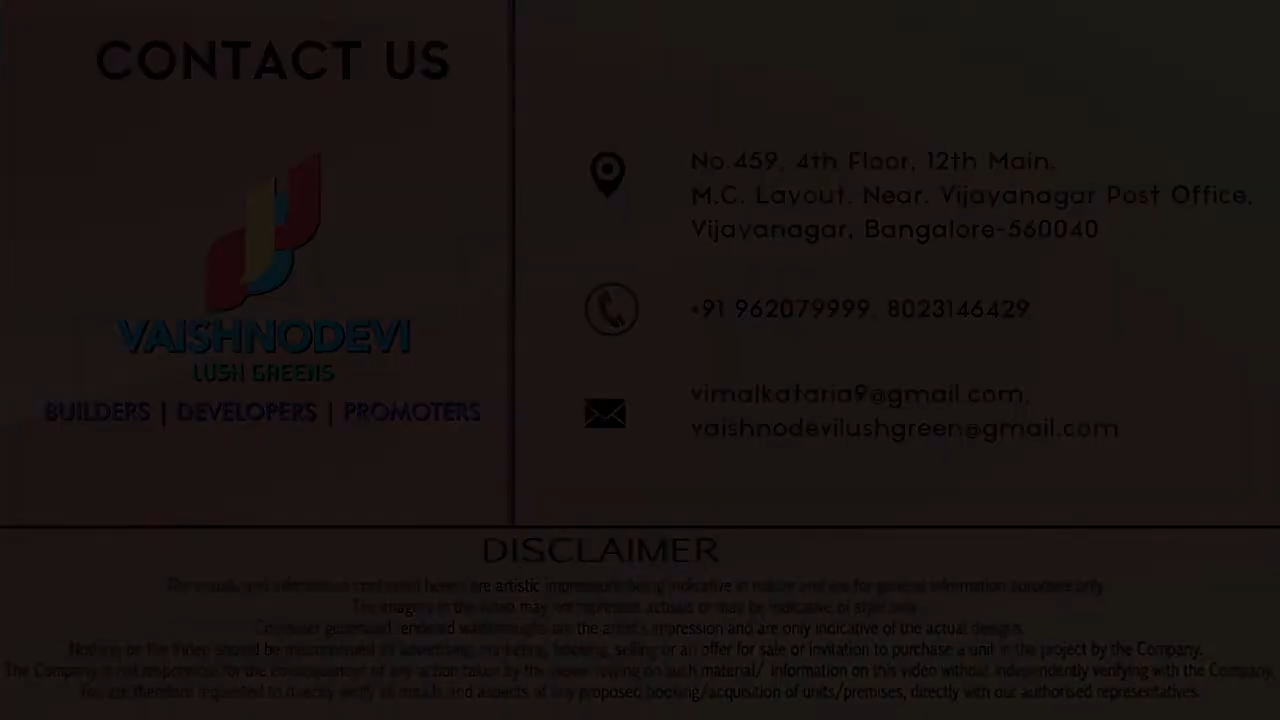 CONTACT US
VAISHNODEVI
LUSH GREENS
BUILDERS | DEVELOPERS | PROMOTERS
No.459, 4th Floor, 12th Main,
M.C. Layout, Near. Vijayanagar Post Office,
Vijayanagar, Bangalore-560040
+91 962079999, 8023146429
vimalkataria9@gmail.com,
vaishnodevilushgreen@gmail.com
DISCLAIMER
The visuals and information contained herein are artistic impressions being indicative in nature and are for general information purposes only.
The imagery in the video may not represent actuals or may be indicative of style only.
Computer generated rendered walkthroughs are the artist's impression and are only indicative of the actual designs.
Nothing on the Video should be misconstrued as advertising, marketing, booking, selling or an offer for sale or invitation to purchase a unit in the project by the Company.
The Company is not responsible for the consequences of any action taken by the viewer relying on such material/ information on this video without independently verifying with the Company.
You are therefore requested to directly verify all details and aspects of any proposed booking/acquisition of units/premises, directly with our authorised representatives.